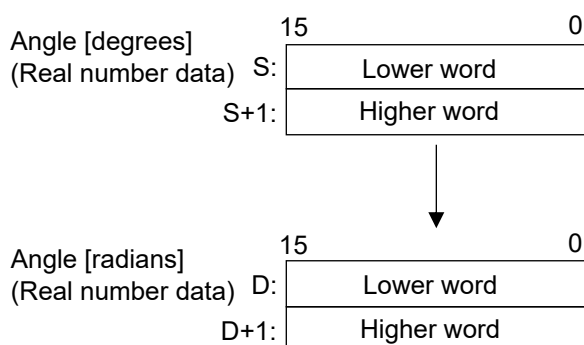 15 0
Angle [degrees]
(Real number data) S: Lower word
S+1: Higher word
15 0
Angle [radians]
(Real number data) D: Lower word
D+1: Higher word